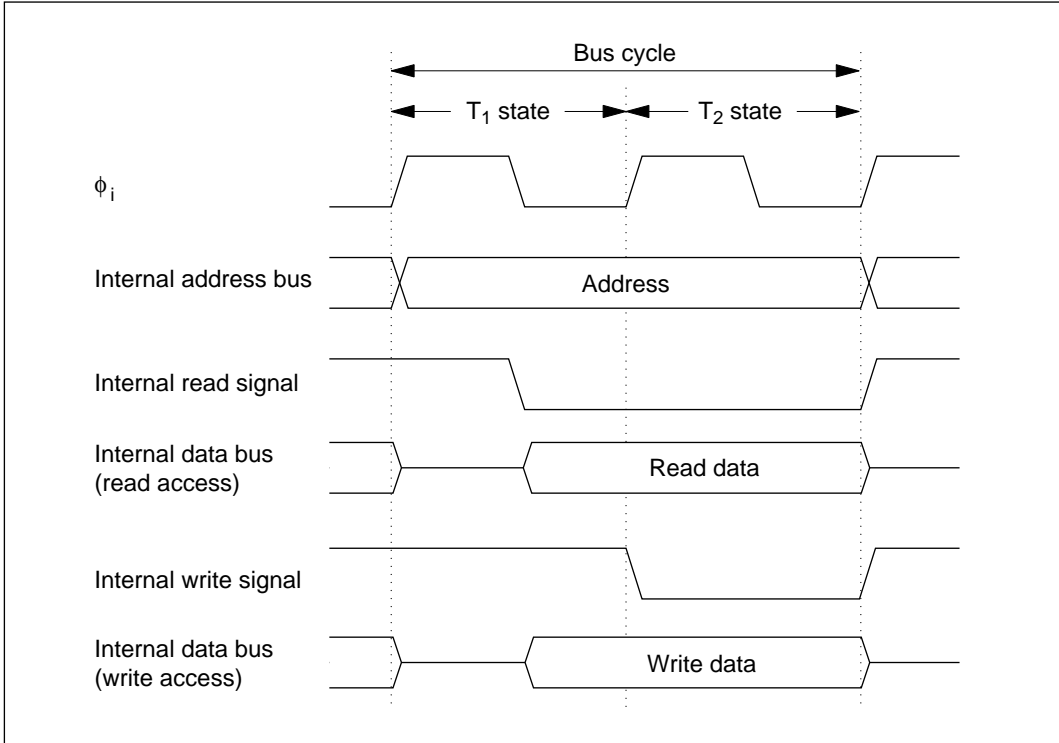 Bus cycle
T₁ state
T₂ state
ϕᵢ
Internal address bus
Address
Internal read signal
Internal data bus
(read access)
Read data
Internal write signal
Internal data bus
(write access)
Write data